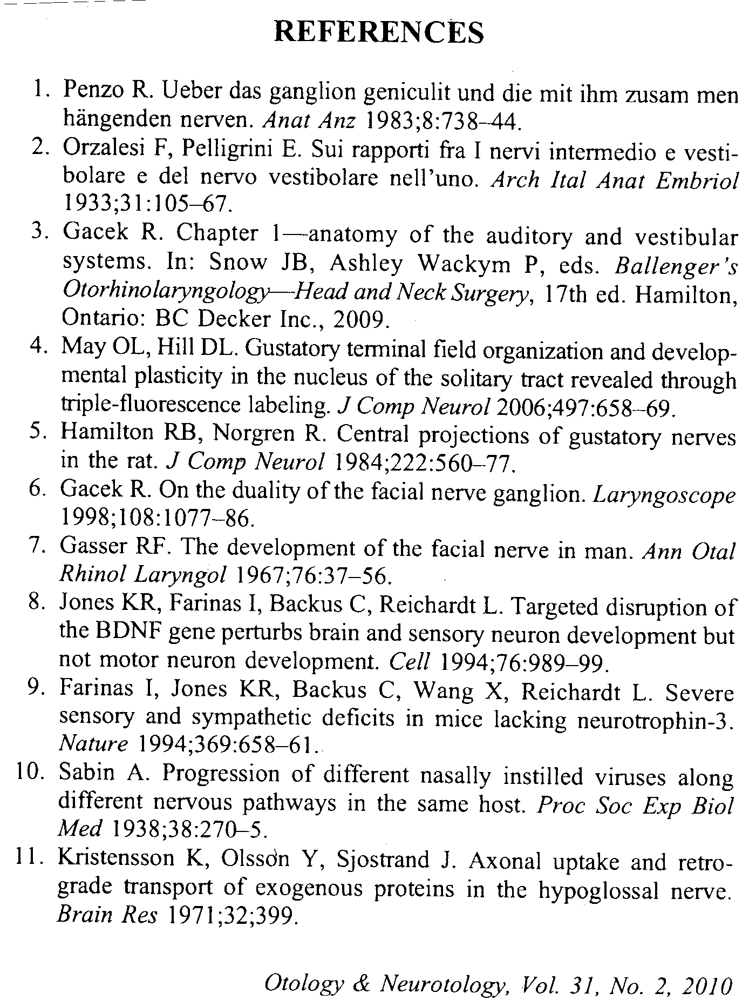 REFERENCES
1. Penzo R. Ueber das ganglion geniculit und die mit ihm zusam men
hängenden nerven. Anat Anz 1983;8:738–44.
2. Orzalesi F, Pelligrini E. Sui rapporti fra I nervi intermedio e vesti-
bolare e del nervo vestibolare nell'uno. Arch Ital Anat Embriol
1933;31:105–67.
3. Gacek R. Chapter 1—anatomy of the auditory and vestibular
systems. In: Snow JB, Ashley Wackym P, eds. Ballenger's
Otorhinolaryngology—Head and Neck Surgery, 17th ed. Hamilton,
Ontario: BC Decker Inc., 2009.
4. May OL, Hill DL. Gustatory terminal field organization and develop-
mental plasticity in the nucleus of the solitary tract revealed through
triple-fluorescence labeling. J Comp Neurol 2006;497:658–69.
5. Hamilton RB, Norgren R. Central projections of gustatory nerves
in the rat. J Comp Neurol 1984;222:560–77.
6. Gacek R. On the duality of the facial nerve ganglion. Laryngoscope
1998;108:1077–86.
7. Gasser RF. The development of the facial nerve in man. Ann Otal
Rhinol Laryngol 1967;76:37–56.
8. Jones KR, Farinas I, Backus C, Reichardt L. Targeted disruption of
the BDNF gene perturbs brain and sensory neuron development but
not motor neuron development. Cell 1994;76:989–99.
9. Farinas I, Jones KR, Backus C, Wang X, Reichardt L. Severe
sensory and sympathetic deficits in mice lacking neurotrophin-3.
Nature 1994;369:658–61.
10. Sabin A. Progression of different nasally instilled viruses along
different nervous pathways in the same host. Proc Soc Exp Biol
Med 1938;38:270–5.
11. Kristensson K, Olssón Y, Sjostrand J. Axonal uptake and retro-
grade transport of exogenous proteins in the hypoglossal nerve.
Brain Res 1971;32;399.
Otology & Neurotology, Vol. 31, No. 2, 2010